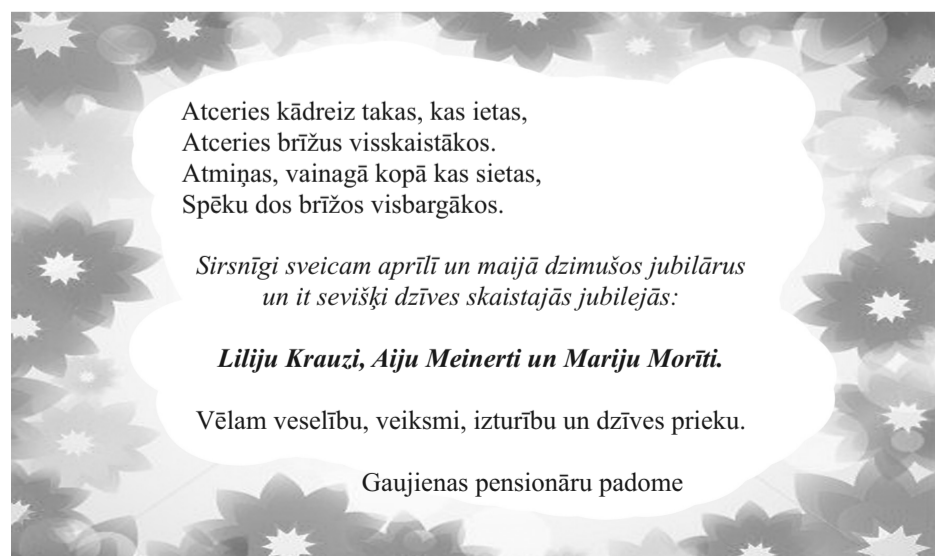 Atceries kādreiz takas, kas ietas,
Atceries brīžus visskaistākos.
Atmiņas, vainagā kopā kas sietas,
Spēku dos brīžos visbargākos.
Sirsnīgi sveicam aprīlī un maijā dzimušos jubilārus
un it sevišķi dzīves skaistajās jubilejās:
Liliju Krauzi, Aiju Meinerti un Mariju Morīti.
Vēlam veselību, veiksmi, izturību un dzīves prieku.
Gaujienas pensionāru padome